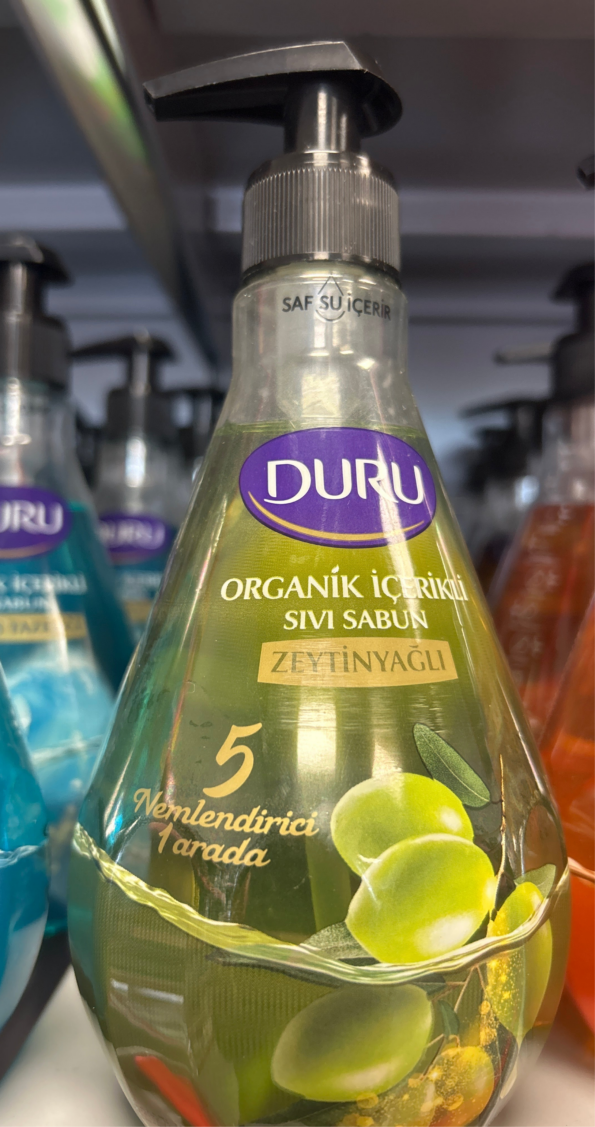 SAF SU İÇERİR
DURU
ORGANİK İÇERİKLİ
SIVI SABUN
ZEYTİNYAĞLI
5
Nemlendirici
1 arada